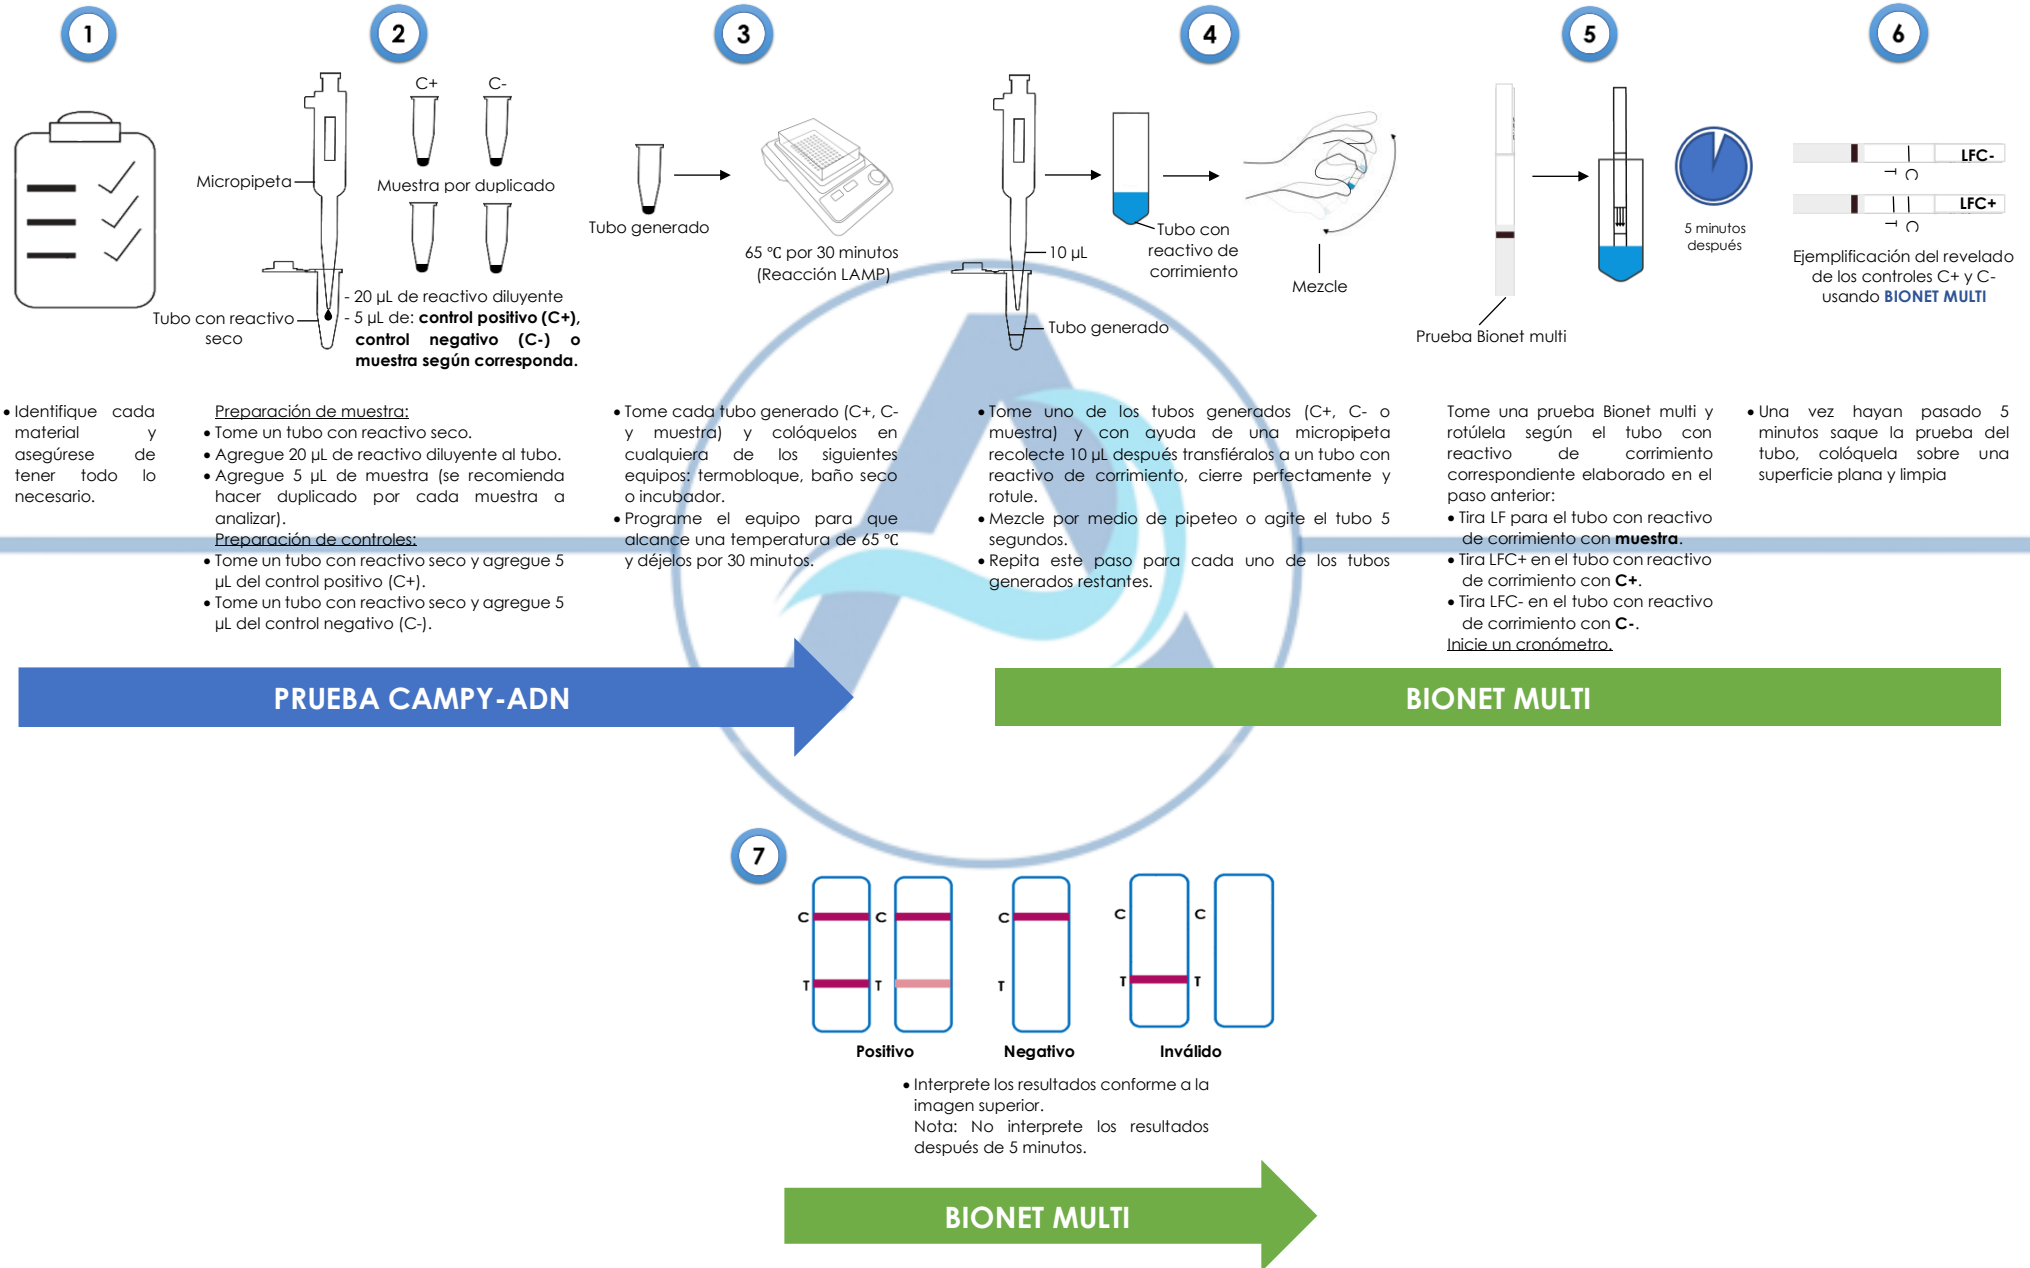 1
2
3
4
5
6
C+
C-
Micropipeta
Muestra por duplicado
Tubo con reactivo
seco
- 20 µL de reactivo diluyente
- 5 µL de: control positivo (C+),
control negativo (C-) o
muestra según corresponda.
Tubo generado
65 °C por 30 minutos
(Reacción LAMP)
10 µL
Tubo generado
Tubo con
reactivo de
corrimiento
Mezcle
Prueba Bionet multi
5 minutos
después
LFC-
T C
LFC+
T C
Ejemplificación del revelado
de los controles C+ y C-
usando BIONET MULTI
• Identifique cada
material y
asegúrese de
tener todo lo
necesario.
Preparación de muestra:
• Tome un tubo con reactivo seco.
• Agregue 20 µL de reactivo diluyente al tubo.
• Agregue 5 µL de muestra (se recomienda
hacer duplicado por cada muestra a
analizar).
Preparación de controles:
• Tome un tubo con reactivo seco y agregue 5
µL del control positivo (C+).
• Tome un tubo con reactivo seco y agregue 5
µL del control negativo (C-).
• Tome cada tubo generado (C+, C-
y muestra) y colóquelos en
cualquiera de los siguientes
equipos: termobloque, baño seco
o incubador.
• Programe el equipo para que
alcance una temperatura de 65 °C
y déjelos por 30 minutos.
• Tome uno de los tubos generados (C+, C- o
muestra) y con ayuda de una micropipeta
recolecte 10 µL después transfiéralos a un tubo con
reactivo de corrimiento, cierre perfectamente y
rotule.
• Mezcle por medio de pipeteo o agite el tubo 5
segundos.
• Repita este paso para cada uno de los tubos
generados restantes.
Tome una prueba Bionet multi y
rotúlela según el tubo con
reactivo de corrimiento
correspondiente elaborado en el
paso anterior:
• Tira LF para el tubo con reactivo
de corrimiento con muestra.
• Tira LFC+ en el tubo con reactivo
de corrimiento con C+.
• Tira LFC- en el tubo con reactivo
de corrimiento con C-.
Inicie un cronómetro.
• Una vez hayan pasado 5
minutos saque la prueba del
tubo, colóquela sobre una
superficie plana y limpia
PRUEBA CAMPY-ADN
BIONET MULTI
7
C C C C C
T T T T T
Positivo
Negativo
Inválido
• Interprete los resultados conforme a la
imagen superior.
Nota: No interprete los resultados
después de 5 minutos.
BIONET MULTI